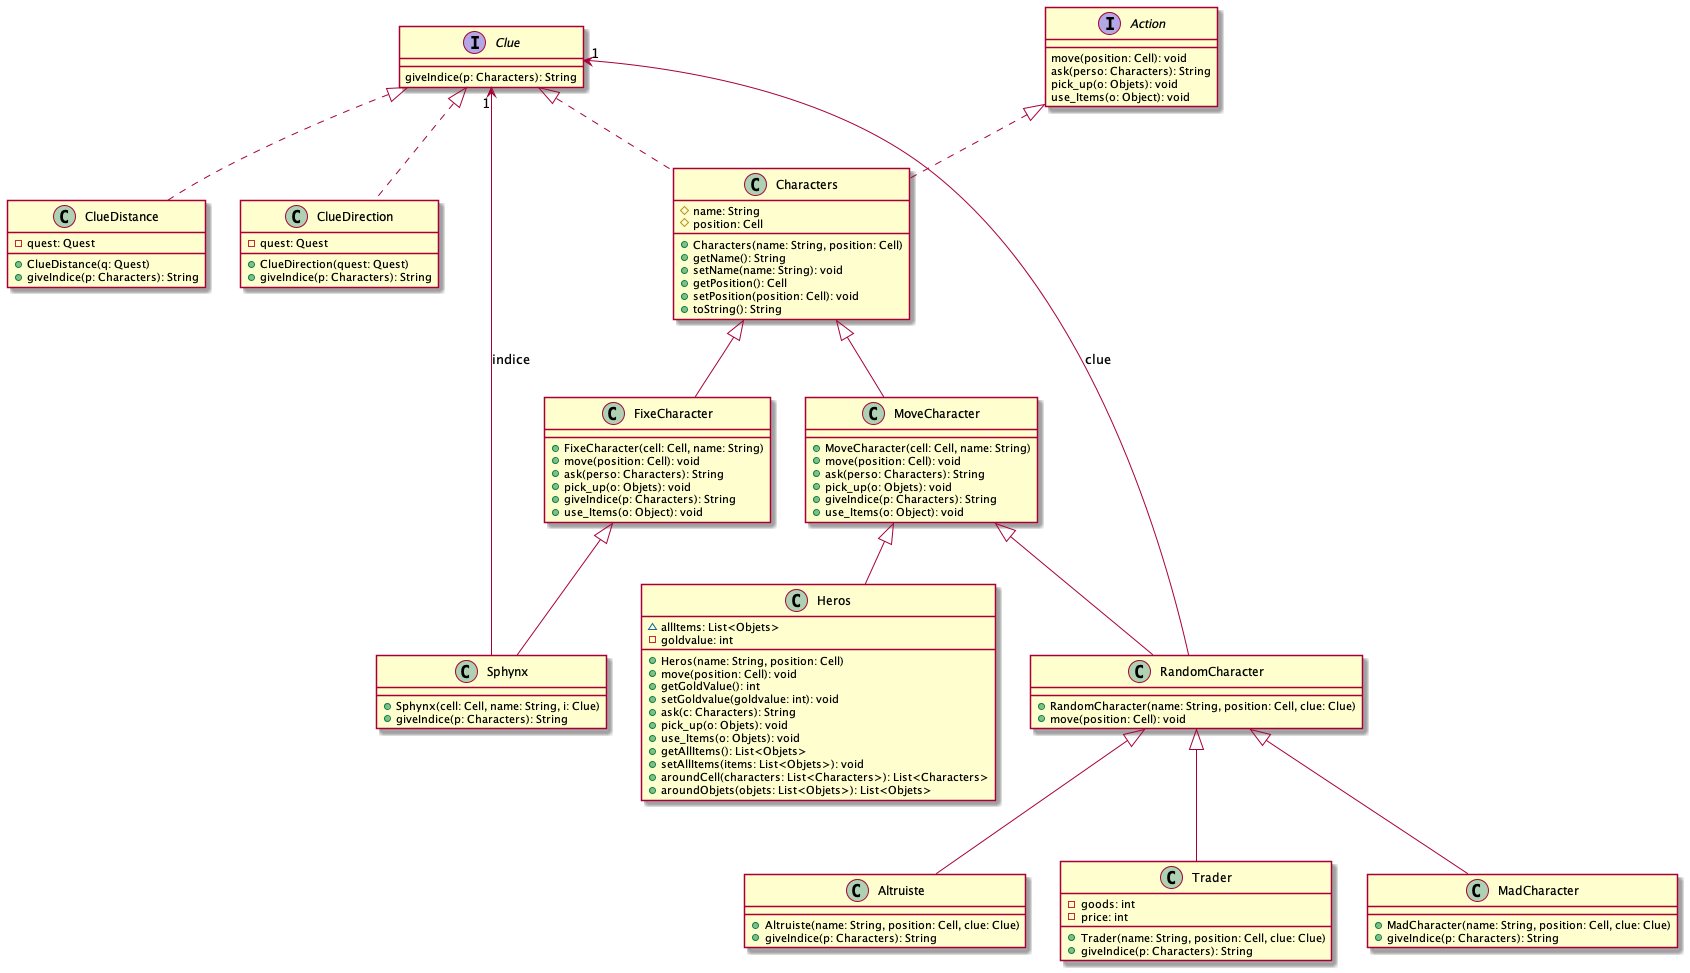 I Clue
giveIndice(p: Characters): String
I Action
move(position: Cell): void
ask(perso: Characters): String
pick_up(o: Objets): void
use_Items(o: Object): void
1
1
C ClueDistance
quest: Quest
ClueDistance(q: Quest)
giveIndice(p: Characters): String
C ClueDirection
quest: Quest
ClueDirection(quest: Quest)
giveIndice(p: Characters): String
C Characters
name: String
position: Cell
Characters(name: String, position: Cell)
getName(): String
setName(name: String): void
getPosition(): Cell
setPosition(position: Cell): void
toString(): String
indice
clue
C FixeCharacter
FixeCharacter(cell: Cell, name: String)
move(position: Cell): void
ask(perso: Characters): String
pick_up(o: Objets): void
giveIndice(p: Characters): String
use_Items(o: Object): void
C MoveCharacter
MoveCharacter(cell: Cell, name: String)
move(position: Cell): void
ask(perso: Characters): String
pick_up(o: Objets): void
giveIndice(p: Characters): String
use_Items(o: Object): void
C Sphynx
Sphynx(cell: Cell, name: String, i: Clue)
giveIndice(p: Characters): String
C Heros
allItems: List<Objets>
goldvalue: int
Heros(name: String, position: Cell)
move(position: Cell): void
getGoldValue(): int
setGoldvalue(goldvalue: int): void
ask(c: Characters): String
pick_up(o: Objets): void
use_Items(o: Objets): void
getAllItems(): List<Objets>
setAllItems(items: List<Objets>): void
aroundCell(characters: List<Characters>): List<Characters>
aroundObjets(objets: List<Objets>): List<Objets>
C RandomCharacter
RandomCharacter(name: String, position: Cell, clue: Clue)
move(position: Cell): void
C Altruiste
Altruiste(name: String, position: Cell, clue: Clue)
giveIndice(p: Characters): String
C Trader
goods: int
price: int
Trader(name: String, position: Cell, clue: Clue)
giveIndice(p: Characters): String
C MadCharacter
MadCharacter(name: String, position: Cell, clue: Clue)
giveIndice(p: Characters): String